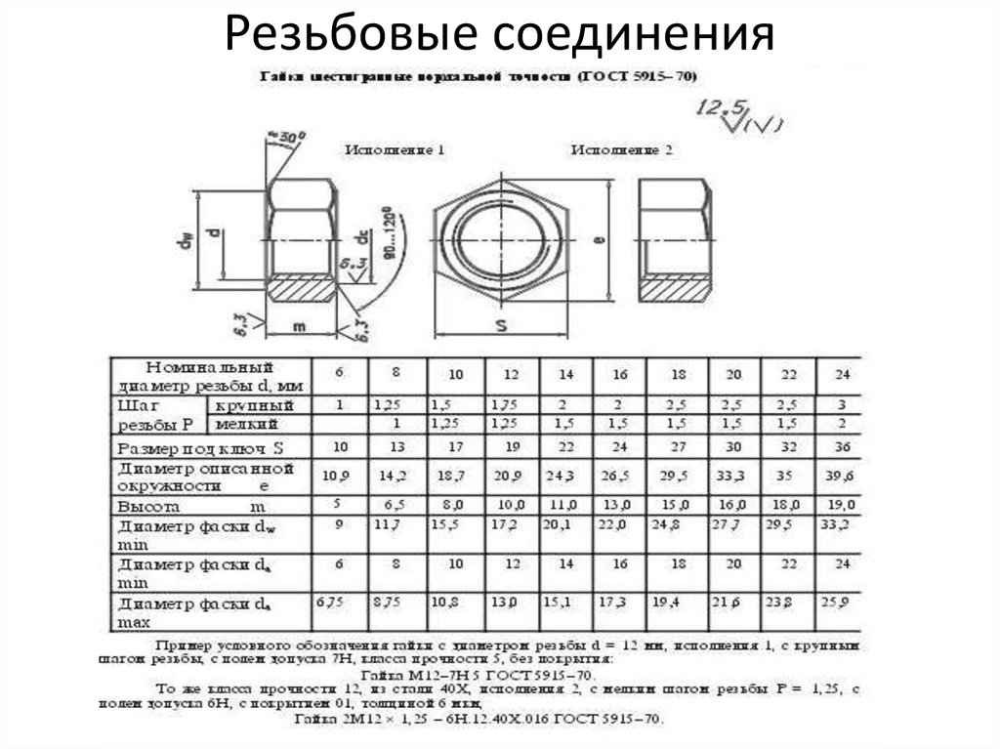 Резьбовые соединения
Гайки шестигранные нормальной точности (ГОСТ 5915–70)
12,5 (√)
≈30°
Исполнение 1 Исполнение 2
dw d dc 90...120° e
6,3 m 6,3 S
Номинальный диаметр резьбы d, мм 6 8 10 12 14 16 18 20 22 24
Шаг резьбы P крупный 1 1,25 1,5 1,75 2 2 2,5 2,5 2,5 3
мелкий 1 1,25 1,25 1,5 1,5 1,5 1,5 1,5 2
Размер под ключ S 10 13 17 19 22 24 27 30 32 36
Диаметр описанной окружности e 10,9 14,2 18,7 20,9 24,3 26,5 29,5 33,3 35 39,6
Высота m 5 6,5 8,0 10,0 11,0 13,0 15,0 16,0 18,0 19,0
Диаметр фаски dw min 9 11,7 15,5 17,2 20,1 22,0 24,8 27,7 29,5 33,2
Диаметр фаски da min 6 8 10 12 14 16 18 20 22 24
Диаметр фаски da max 6,75 8,75 10,8 13,0 15,1 17,3 19,4 21,6 23,8 25,9
Пример условного обозначения гайки с диаметром резьбы d = 12 мм, исполнения 1, с крупным
шагом резьбы, с полем допуска 7H, класса прочности 5, без покрытия:
Гайка М12–7H 5 ГОСТ 5915–70.
То же класса прочности 12, из стали 40Х, исполнения 2, с мелким шагом резьбы P = 1,25, с
полем допуска 6H, с покрытием 01, толщиной 6 мкм,
Гайка 2М12 × 1,25 – 6H.12.40Х.016 ГОСТ 5915–70.